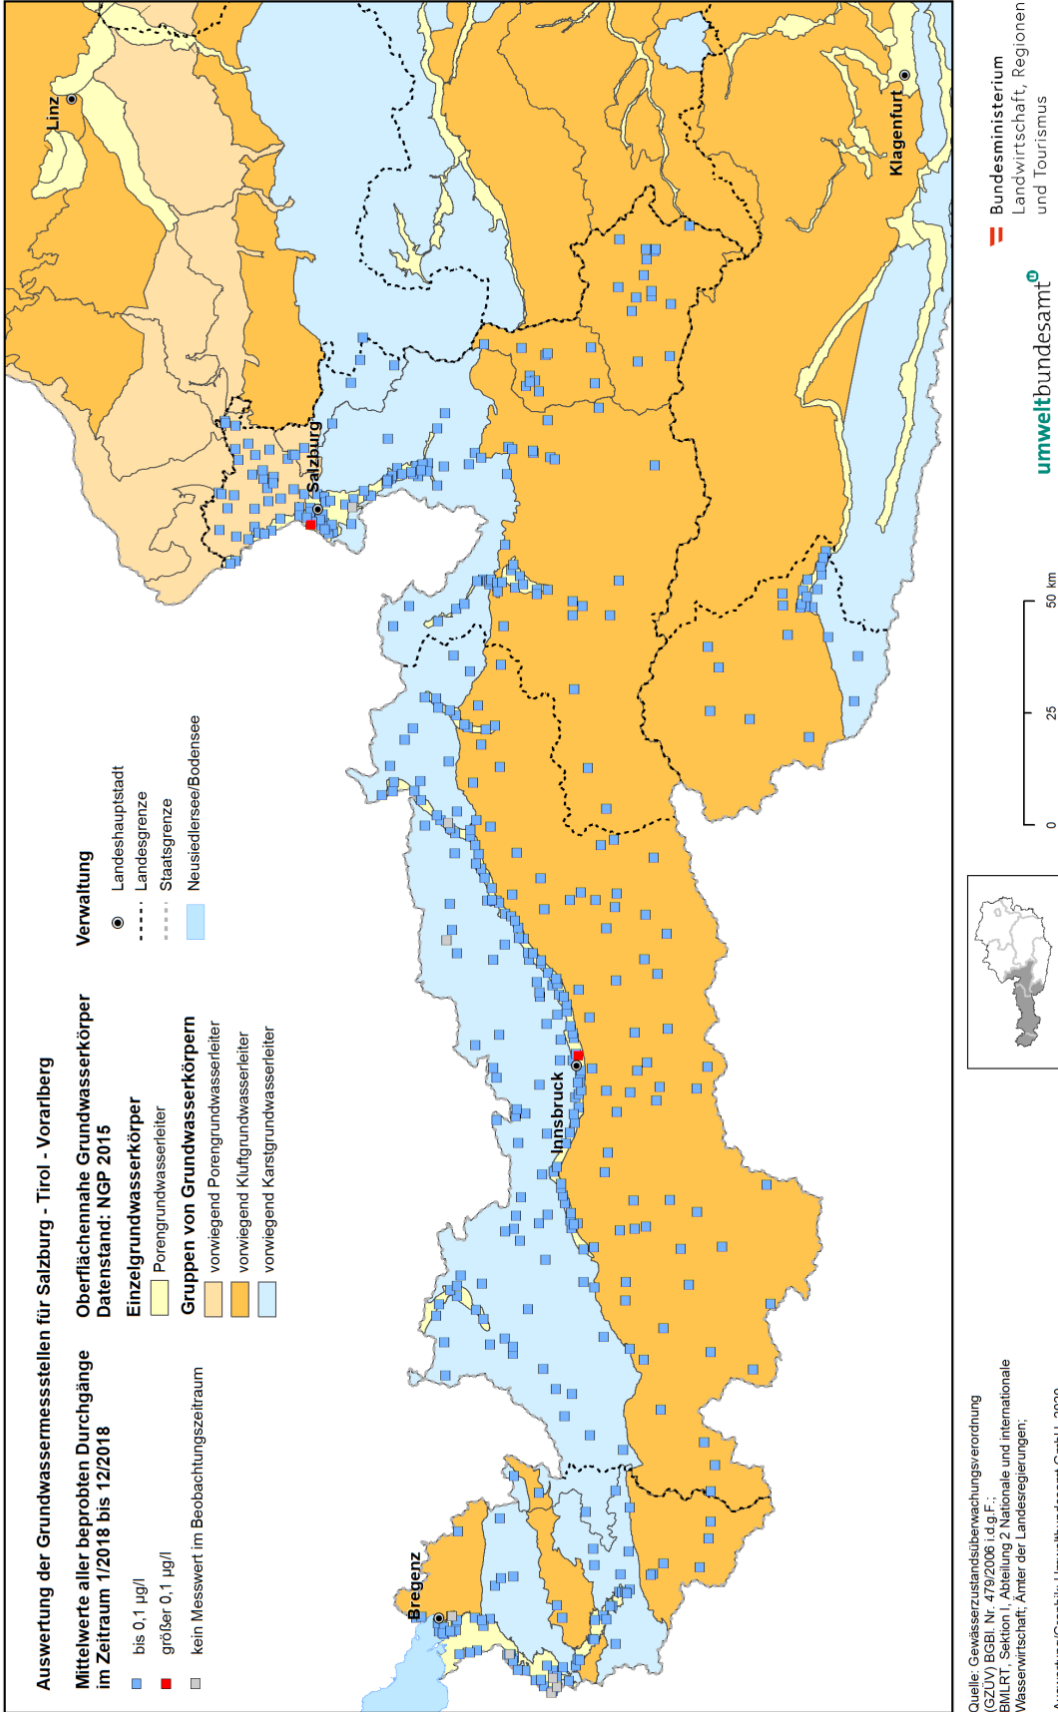 Auswertung der Grundwassermessstellen für Salzburg - Tirol - Vorarlberg
Mittelwerte aller beprobten Durchgänge
im Zeitraum 1/2018 bis 12/2018
bis 0,1 µg/l
größer 0,1 µg/l
kein Messwert im Beobachtungszeitraum
Oberflächennahe Grundwasserkörper
Datenstand: NGP 2015
Einzelgrundwasserkörper
Porengrundwasserleiter
Gruppen von Grundwasserkörpern
vorwiegend Porengrundwasserleiter
vorwiegend Kluftgrundwasserleiter
vorwiegend Karstgrundwasserleiter
Verwaltung
Landeshauptstadt
Landesgrenze
Staatsgrenze
Neusiedlersee/Bodensee
Bregenz
Innsbruck
Salzburg
Linz
Klagenfurt
Quelle: Gewässerzustandsüberwachungsverordnung
(GZÜV) BGBl. Nr. 479/2006 i.d.g.F.;
BMLRT, Sektion I, Abteilung 2 Nationale und internationale
Wasserwirtschaft; Ämter der Landesregierungen;
0 25 50 km
umweltbundesamt
Bundesministerium
Landwirtschaft, Regionen
und Tourismus